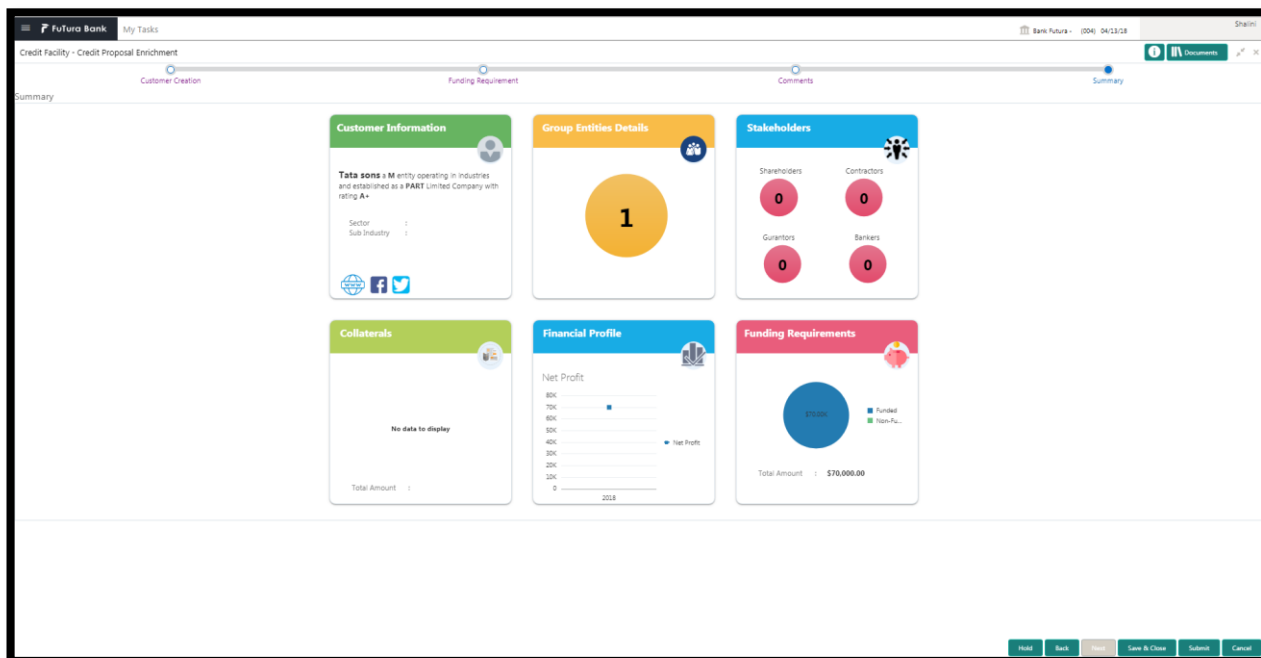 FuTura Bank
My Tasks
Bank Futura - (004) 04/13/18
Shalini
Credit Facility - Credit Proposal Enrichment
Documents
Customer Creation
Funding Requirement
Comments
Summary
Summary
Customer Information
Tata sons a M entity operating in industries
and established as a PART Limited Company with
rating A+
Sector :
Sub Industry :
Group Entities Details
1
Stakeholders
Shareholders Contractors
0 0
Gurantors Bankers
0 0
Collaterals
No data to display
Total Amount :
Financial Profile
Net Profit
80K
70K
60K
50K
40K
30K
20K
10K
0
2018
Net Profit
Funding Requirements
$70.00K
Funded
Non-Fu...
Total Amount : $70,000.00
Hold Back Next Save & Close Submit Cancel